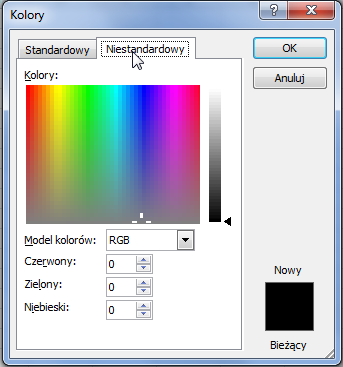 Kolory
Standardowy Niestandardowy
OK
Anuluj
Kolory:
Model kolorów: RGB
Czerwony: 0
Zielony: 0
Niebieski: 0
Nowy
Bieżący